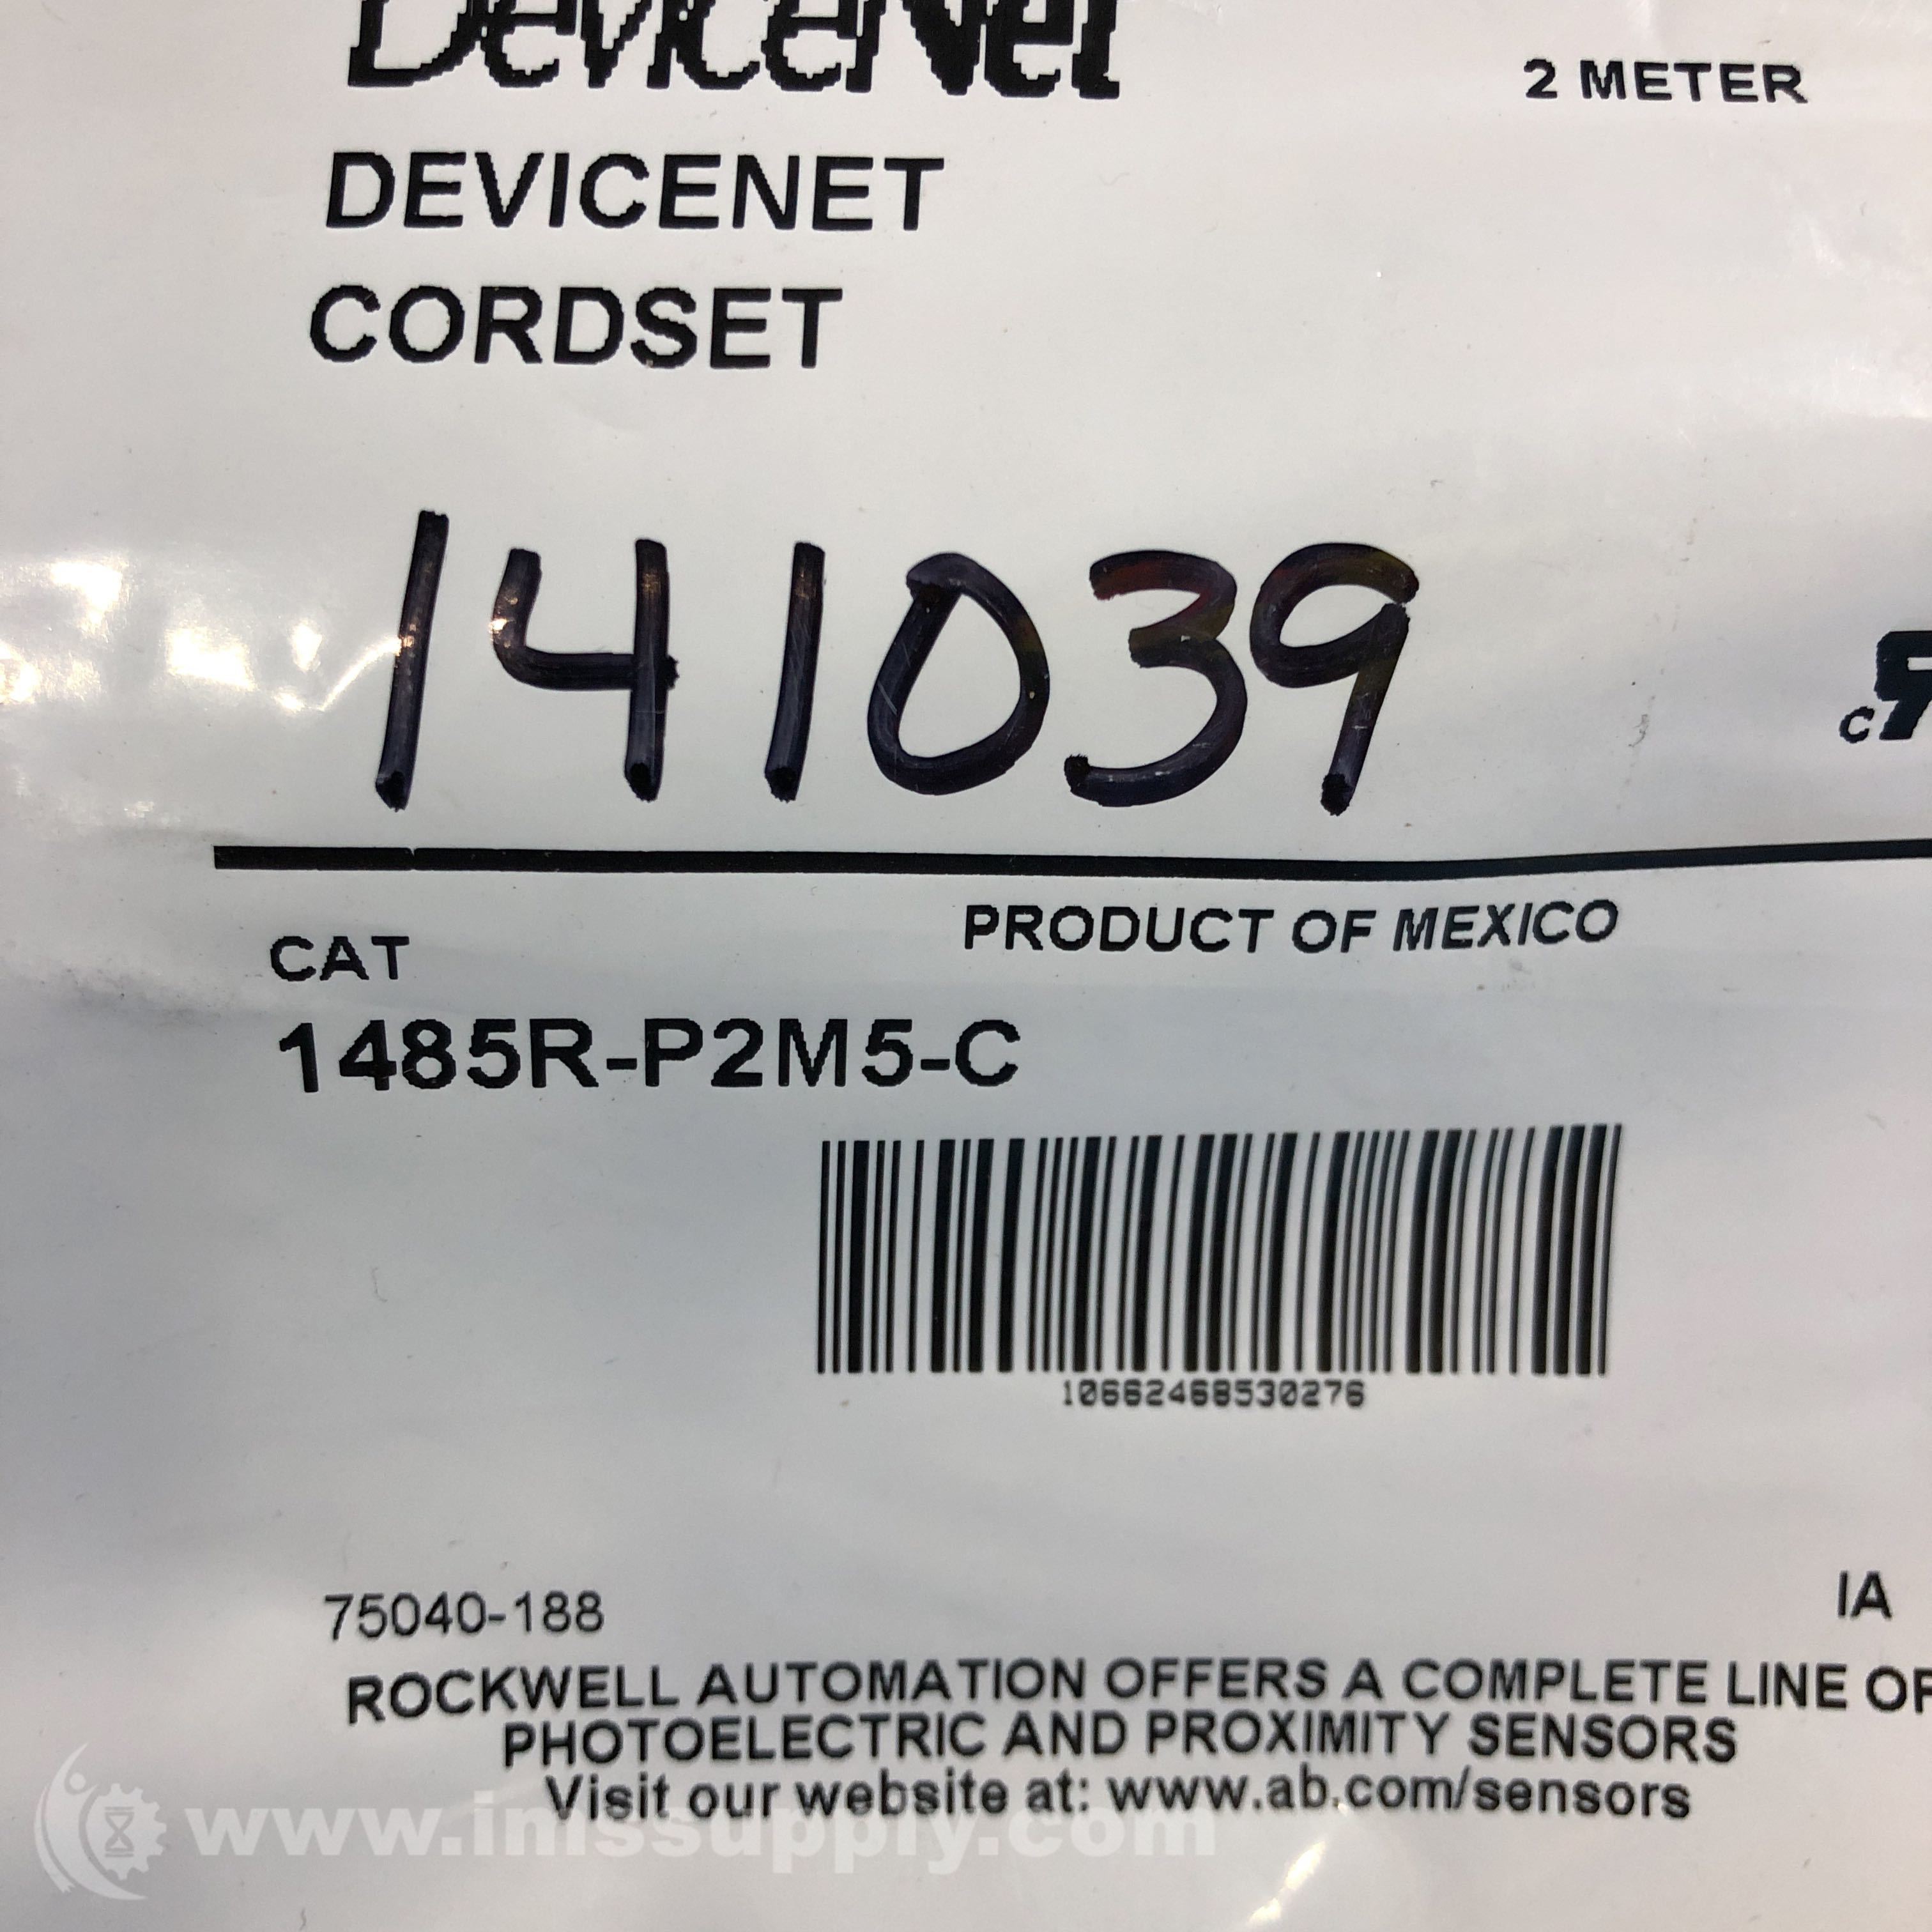 DeviceNet
2 METER
DEVICENET
CORDSET
141039
c
PRODUCT OF MEXICO
CAT
1485R-P2M5-C
10662468530276
75040-188
IA
ROCKWELL AUTOMATION OFFERS A COMPLETE LINE OF
PHOTOELECTRIC AND PROXIMITY SENSORS
Visit our website at: www.ab.com/sensors
www.imssupply.com